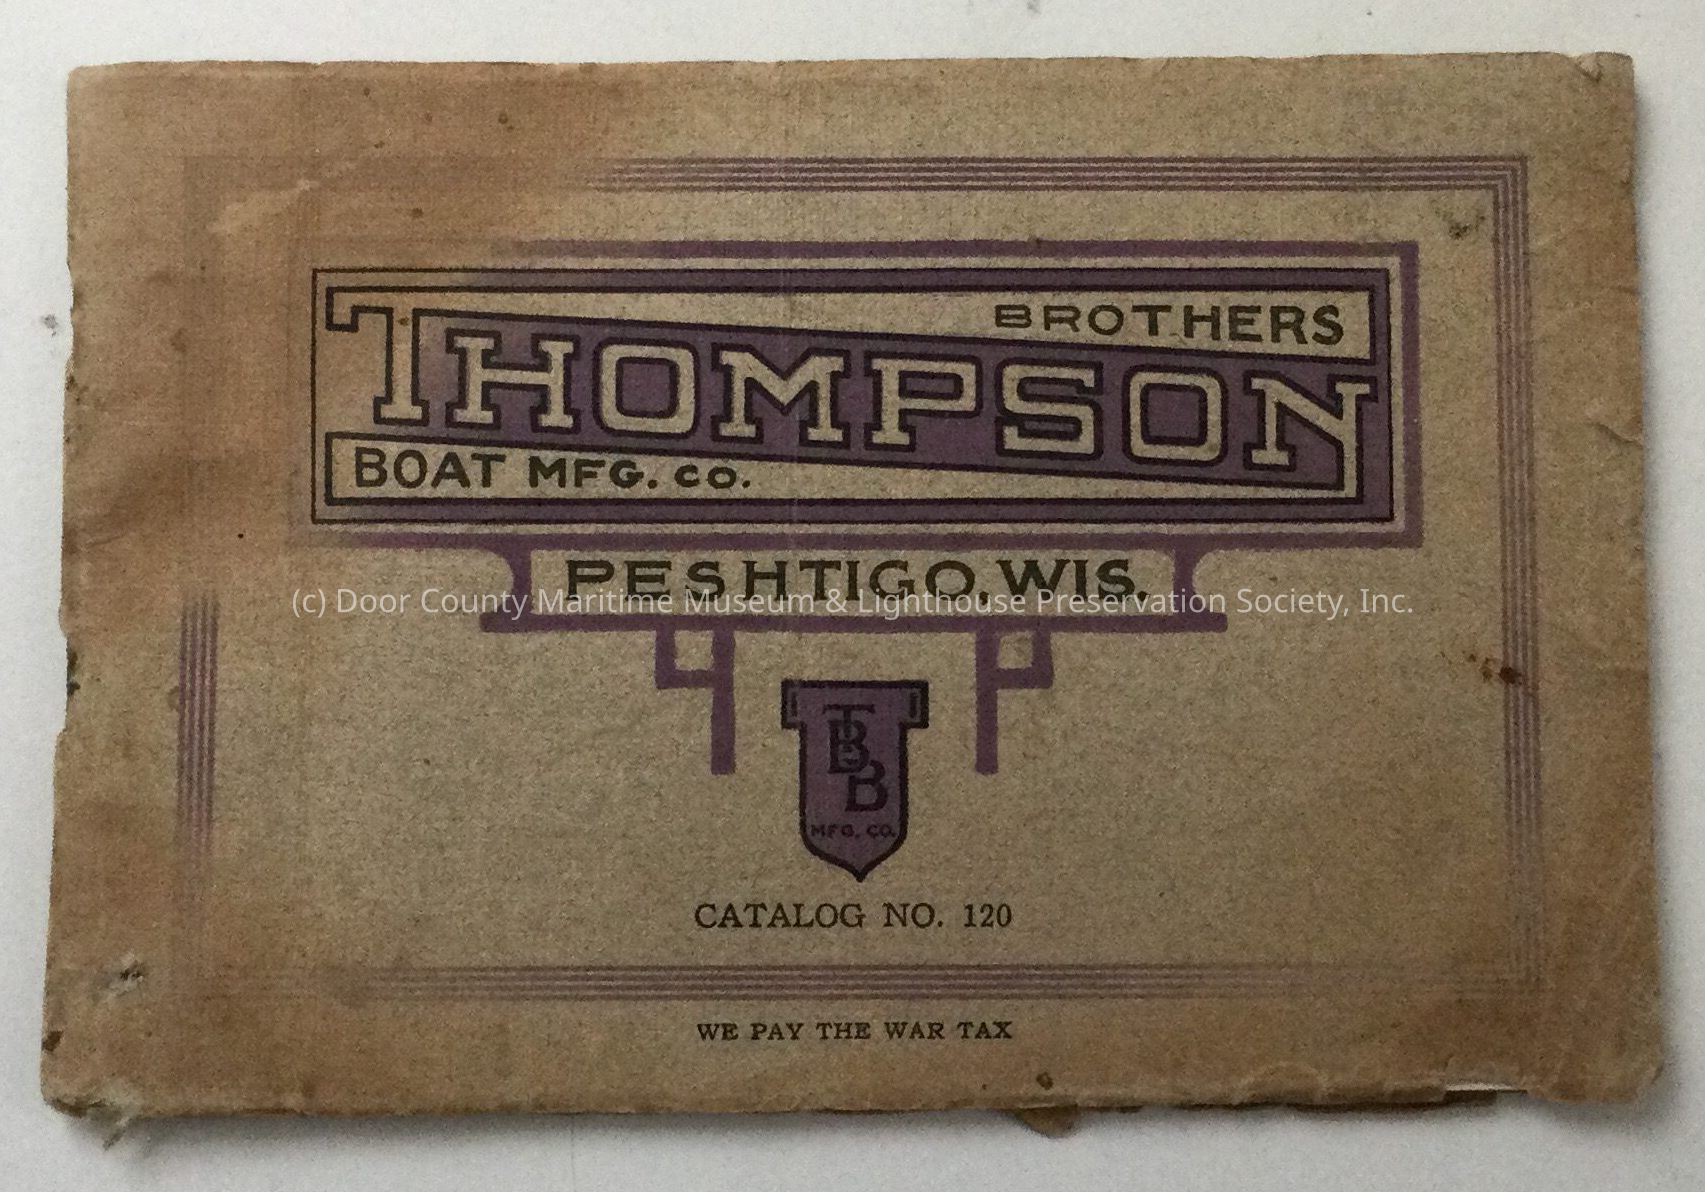 BROTHERS
THOMPSON
BOAT MFG. CO.
PESHTIGO, WIS.
(c) Door County Maritime Museum & Lighthouse Preservation Society, Inc.
TBB
MFG. CO.
CATALOG NO. 120
WE PAY THE WAR TAX